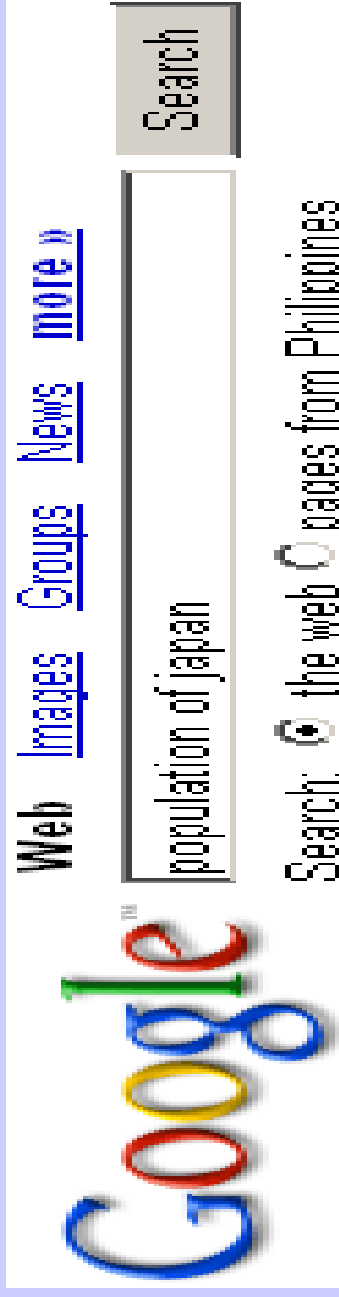 Web Images Groups News more »
Google™
population of japan
Search
Search: the web pages from Philippines